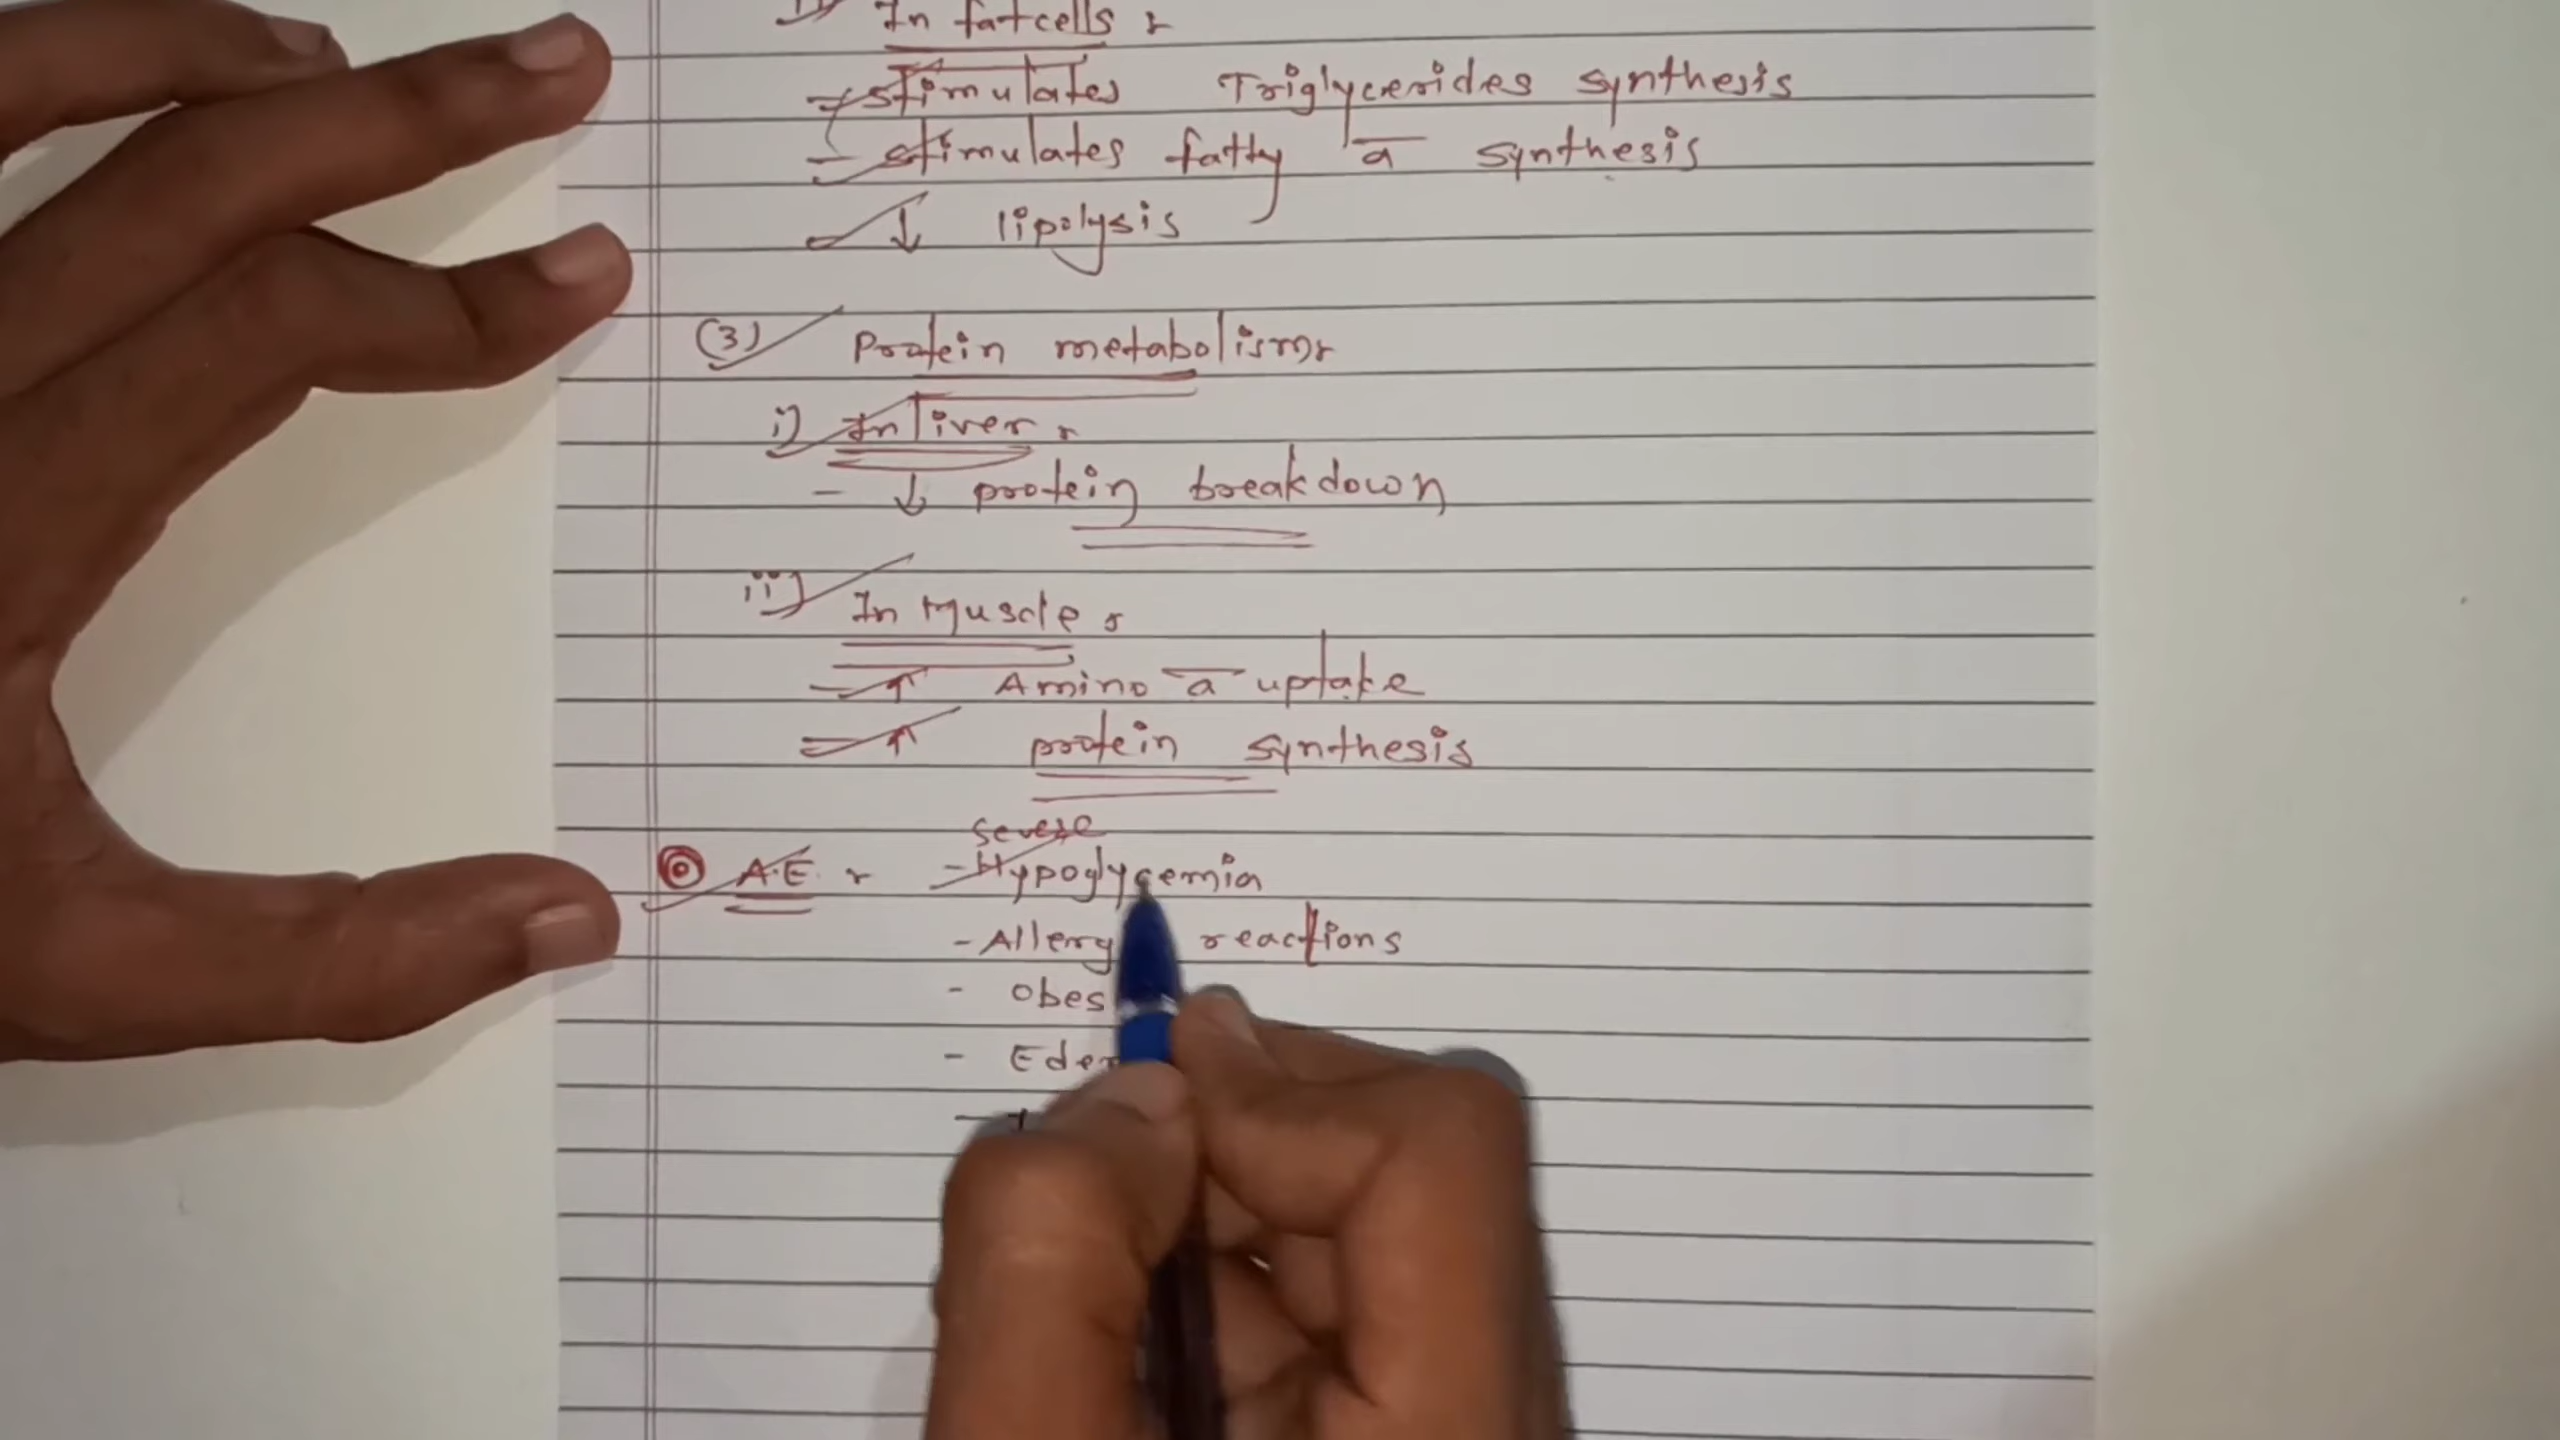 ii) In fatcells :
- stimulates Triglycerides synthesis
- stimulates fatty a synthesis
- ↓ lipolysis
(3) Protein metabolism :
i) In liver :
- ↓ protein breakdown
ii) In Muscle :
- ↑ Amino a uptake
- ↑ protein synthesis
severe
A.E. : - Hypoglycemia
- Allergy reactions
- Obes
- Ede